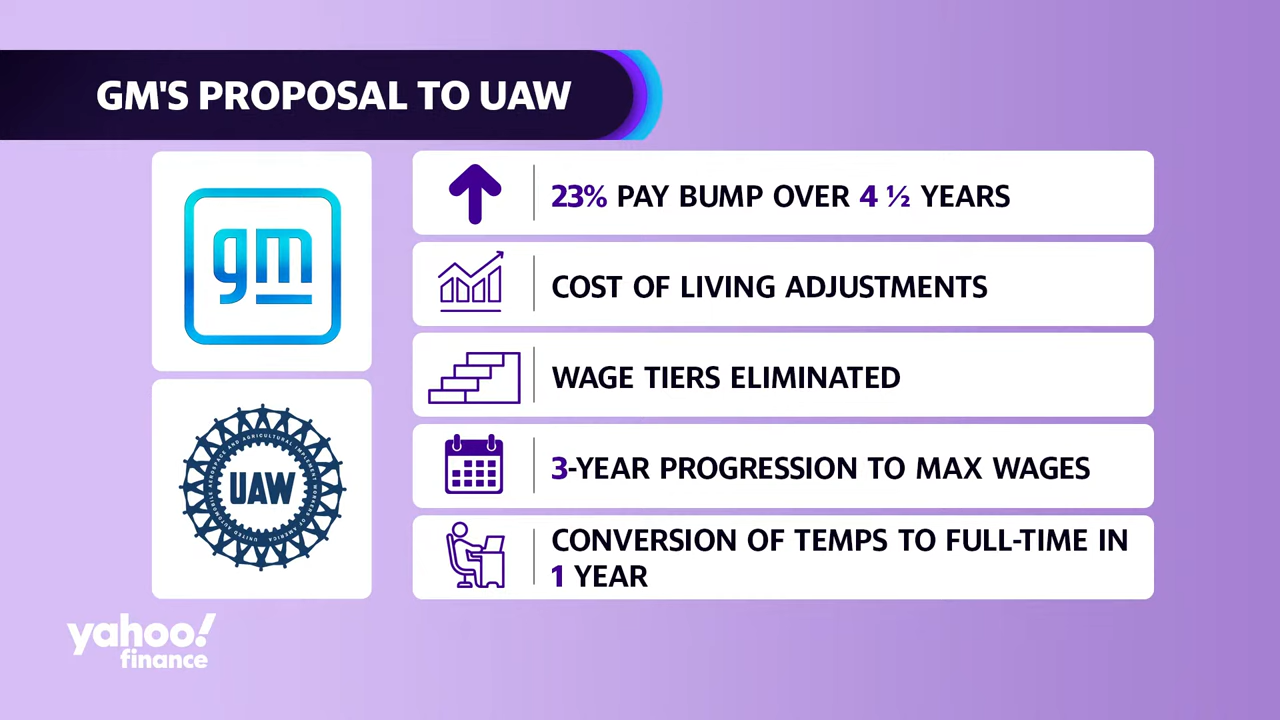 GM'S PROPOSAL TO UAW
gm
23% PAY BUMP OVER 4 ½ YEARS
COST OF LIVING ADJUSTMENTS
WAGE TIERS ELIMINATED
UAW
3-YEAR PROGRESSION TO MAX WAGES
CONVERSION OF TEMPS TO FULL-TIME IN
1 YEAR
yahoo!
finance